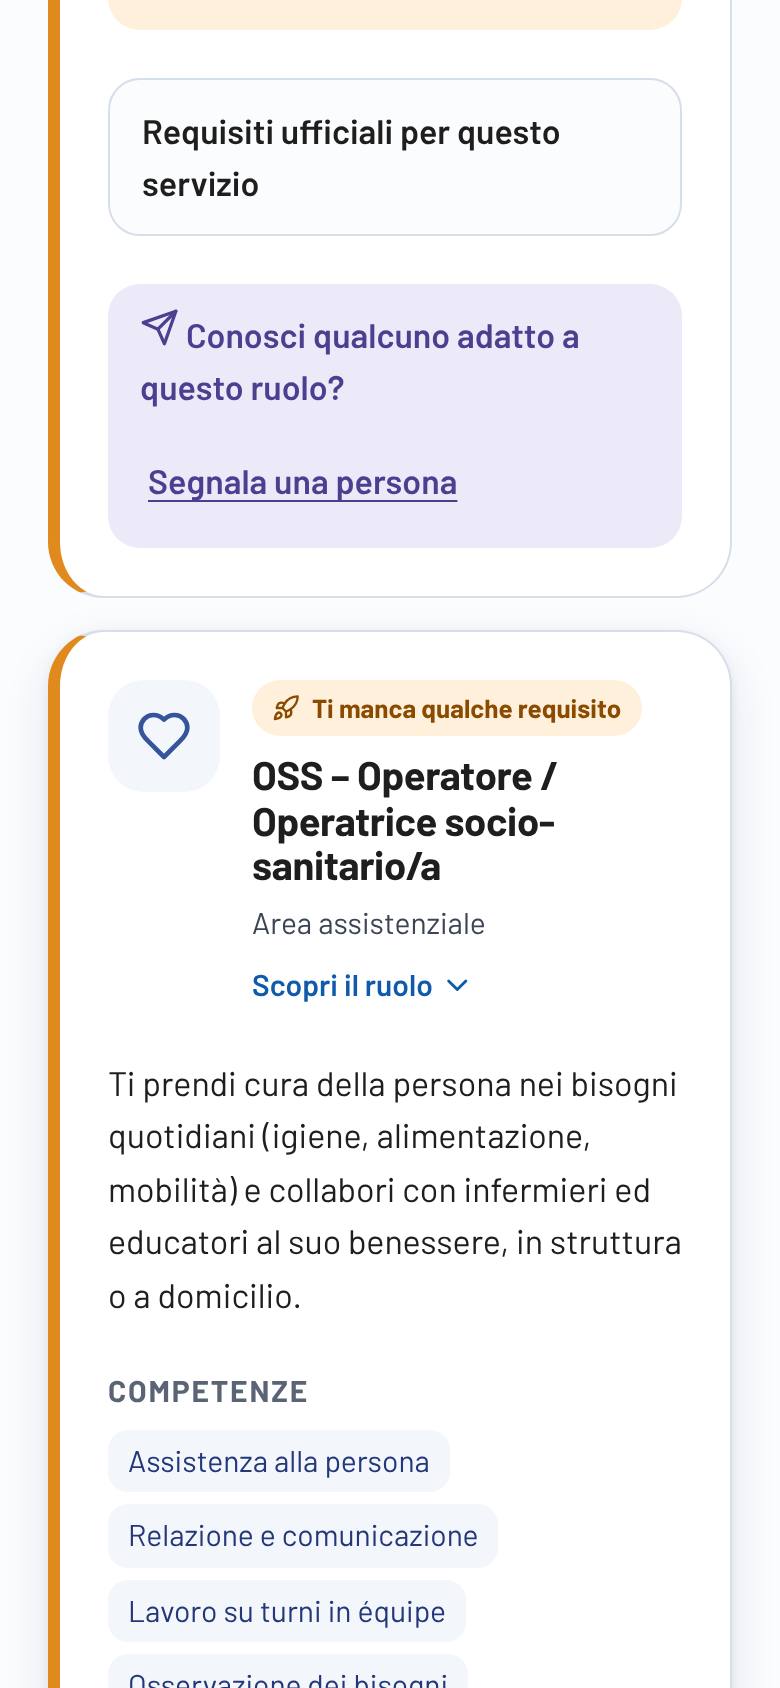 Requisiti ufficiali per questo
servizio
Conosci qualcuno adatto a
questo ruolo?
Segnala una persona
Ti manca qualche requisito
OSS – Operatore /
Operatrice socio-
sanitario/a
Area assistenziale
Scopri il ruolo
Ti prendi cura della persona nei bisogni
quotidiani (igiene, alimentazione,
mobilità) e collabori con infermieri ed
educatori al suo benessere, in struttura
o a domicilio.
COMPETENZE
Assistenza alla persona
Relazione e comunicazione
Lavoro su turni in équipe
Osservazione dei bisogni